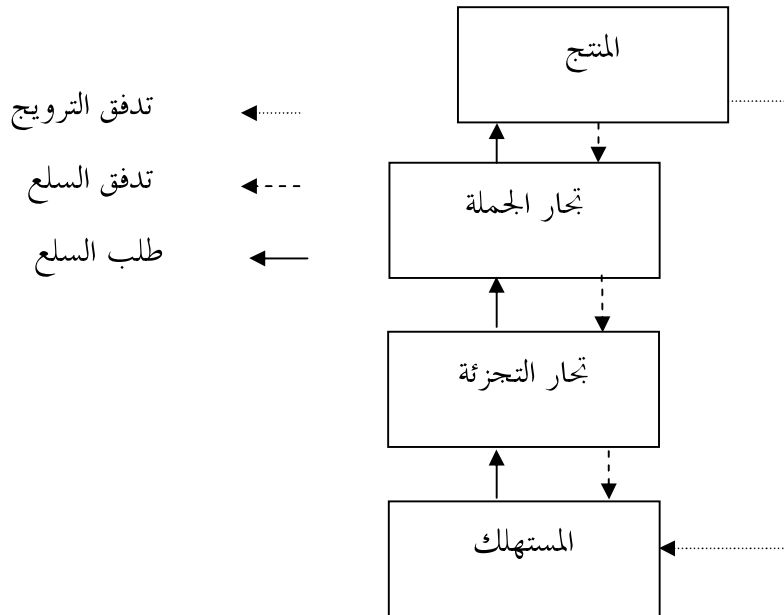 المنتج
تدفق الترويج
تدفق السلع
تجار الجملة
طلب السلع
تجار التجزئة
المستهلك